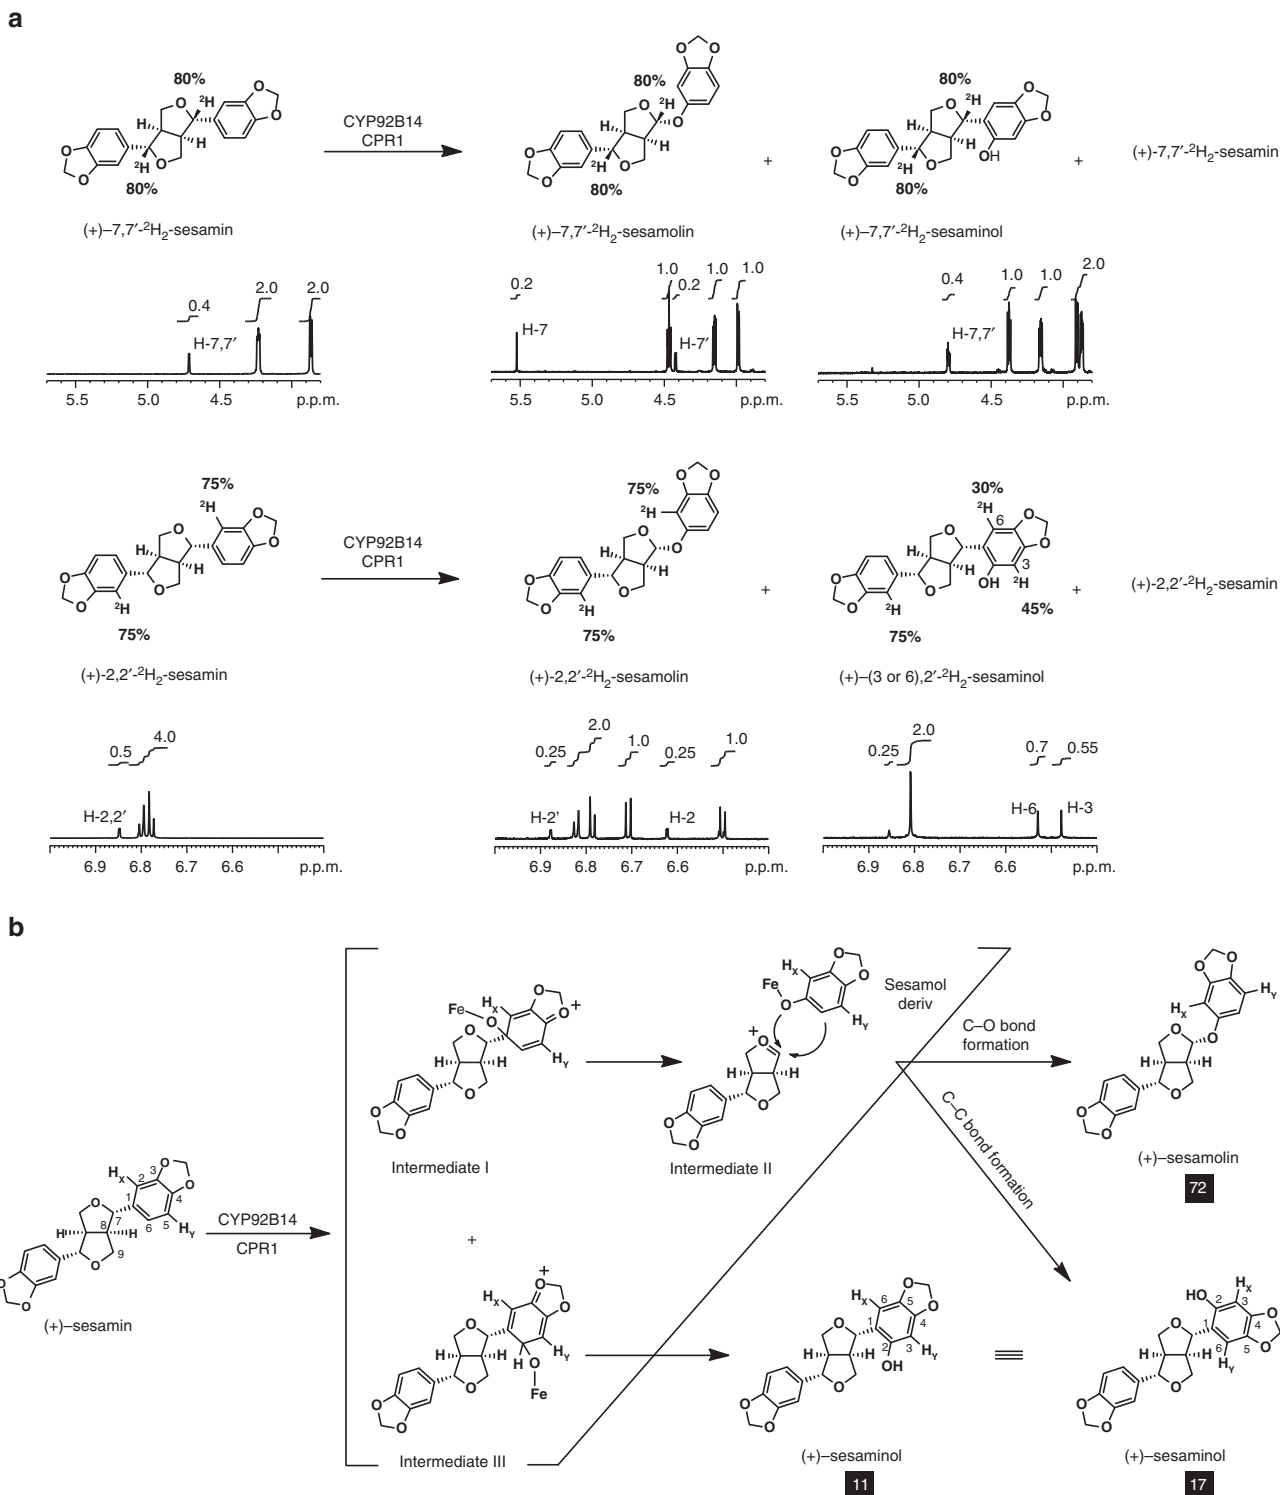 a
80%
²H
O
O
O
H
H
²H
O
O
O
80%
(+)–7,7′-²H₂-sesamin
CYP92B14
CPR1
O
O
80%
²H
O
O
H
H
²H
O
O
O
80%
(+)–7,7′-²H₂-sesamolin
+
80%
²H
O
O
O
H
H
OH
²H
O
O
O
80%
(+)–7,7′-²H₂-sesaminol
+
(+)-7,7′-²H₂-sesamin
0.4
2.0
2.0
H-7,7′
5.5
5.0
4.5
p.p.m.
0.2
1.0
0.2
1.0
1.0
H-7
H-7′
5.5
5.0
4.5
p.p.m.
0.4
1.0
1.0
2.0
H-7,7′
5.5
5.0
4.5
p.p.m.
75%
²H
O
O
O
H
H
O
O
O
²H
75%
(+)-2,2′-²H₂-sesamin
CYP92B14
CPR1
75%
O
O
²H
O
O
H
H
O
O
O
²H
75%
(+)-2,2′-²H₂-sesamolin
+
30%
²H
6
O
O
O
3
H
H
OH
²H
45%
O
O
O
²H
75%
(+)–(3 or 6),2′-²H₂-sesaminol
+
(+)-2,2′-²H₂-sesamin
0.5
4.0
H-2,2′
6.9
6.8
6.7
6.6
p.p.m.
0.25
2.0
1.0
0.25
1.0
H-2’
H-2
6.9
6.8
6.7
6.6
p.p.m.
0.25
2.0
0.7
0.55
H-6
H-3
6.9
6.8
6.7
6.6
p.p.m.
b
Fe
O
Hₓ
O
O
+
O
H
H
Hᵧ
O
O
O
Intermediate I
Fe
O
Hₓ
O
O
Hᵧ
+
O
H
H
O
O
O
Intermediate II
Sesamol
deriv
C–O bond
formation
C–C bond formation
O
O
Hₓ
Hᵧ
O
O
H
H
O
O
O
(+)–sesamolin
72
Hₓ
2
3
O
O
4
5
6
1
7
8
9
Hᵧ
O
H
H
O
O
O
(+)–sesamin
CYP92B14
CPR1
+
+
O
O
Hₓ
O
H
H
H
O
Hᵧ
Fe
O
O
O
Intermediate III
Hₓ
6
5
O
O
4
3
2
1
Hᵧ
OH
O
H
H
O
O
O
(+)–sesaminol
11
HO
2
Hₓ
3
4
5
6
1
Hᵧ
O
O
O
H
H
O
O
O
(+)–sesaminol
17